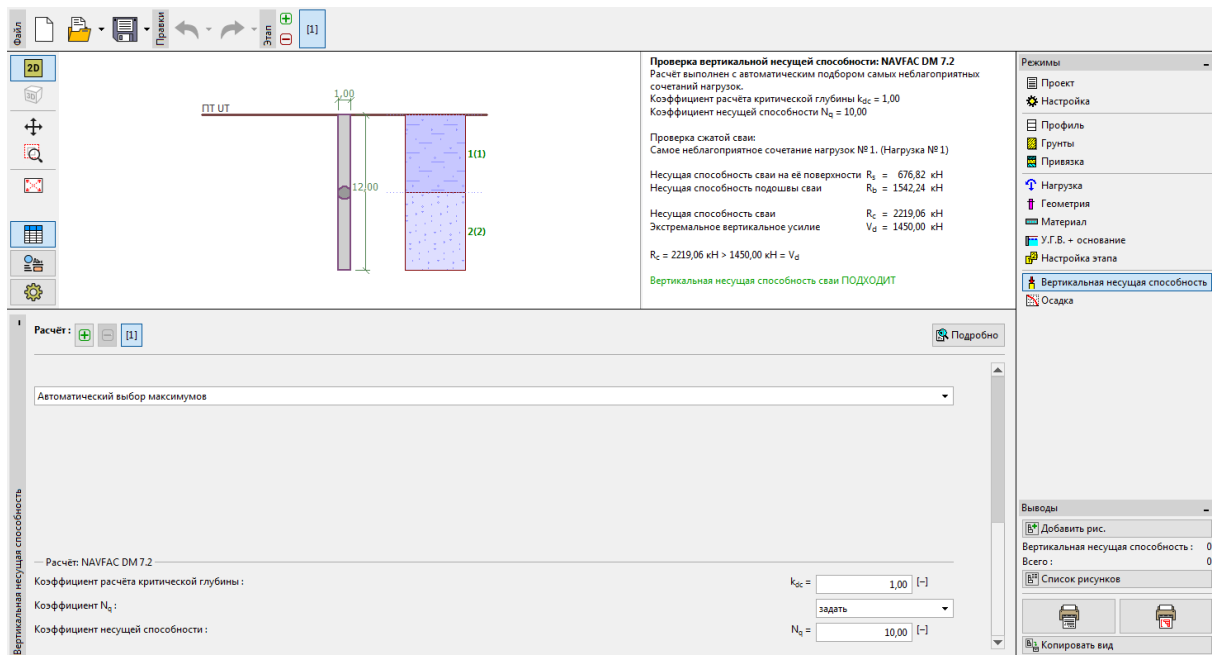 Файл
Правки
Этап
[1]
2D
3D
ПТ UT
1,00
12,00
1(1)
2(2)
Проверка вертикальной несущей способности: NAVFAC DM 7.2
Расчёт выполнен с автоматическим подбором самых неблагоприятных
сочетаний нагрузок.
Коэффициент расчёта критической глубины kdc = 1,00
Коэффициент несущей способности Nq = 10,00
Проверка сжатой сваи:
Самое неблагоприятное сочетание нагрузок №1. (Нагрузка №1)
Несущая способность сваи на её поверхности Rs = 676,82 кН
Несущая способность подошвы сваи Rb = 1542,24 кН
Несущая способность сваи Rc = 2219,06 кН
Экстремальное вертикальное усилие Vd = 1450,00 кН
Rc = 2219,06 кН > 1450,00 кН = Vd
Вертикальная несущая способность сваи ПОДХОДИТ
Режимы
Проект
Настройка
Профиль
Грунты
Привязка
Нагрузка
Геометрия
Материал
У.Г.В. + основание
Настройка этапа
Вертикальная несущая способность
Осадка
Вертикальная несущая способность
Расчёт :
[1]
Подробно
Автоматический выбор максимумов
Расчёт: NAVFAC DM 7.2
Коэффициент расчёта критической глубины : kdc = 1,00 [–]
Коэффициент Nq : задать
Коэффициент несущей способности : Nq = 10,00 [–]
Выводы
Добавить рис.
Вертикальная несущая способность : 0
Всего : 0
Список рисунков
Копировать вид